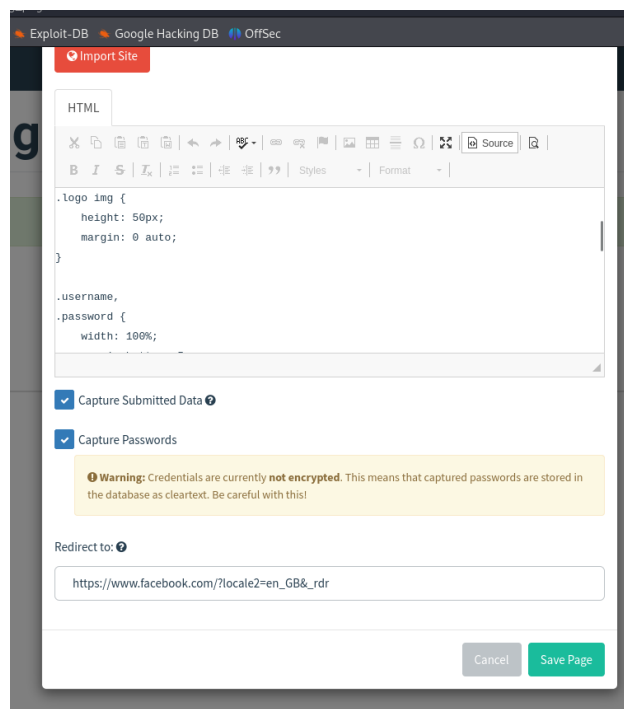 Exploit-DB Google Hacking DB OffSec
Import Site
g
HTML
ABC Source
B I S Tx Styles Format
.logo img {
height: 50px;
margin: 0 auto;
}
.username,
.password {
width: 100%;
Capture Submitted Data
Capture Passwords
Warning: Credentials are currently not encrypted. This means that captured passwords are stored in
the database as cleartext. Be careful with this!
Redirect to:
https://www.facebook.com/?locale2=en_GB&_rdr
Cancel Save Page